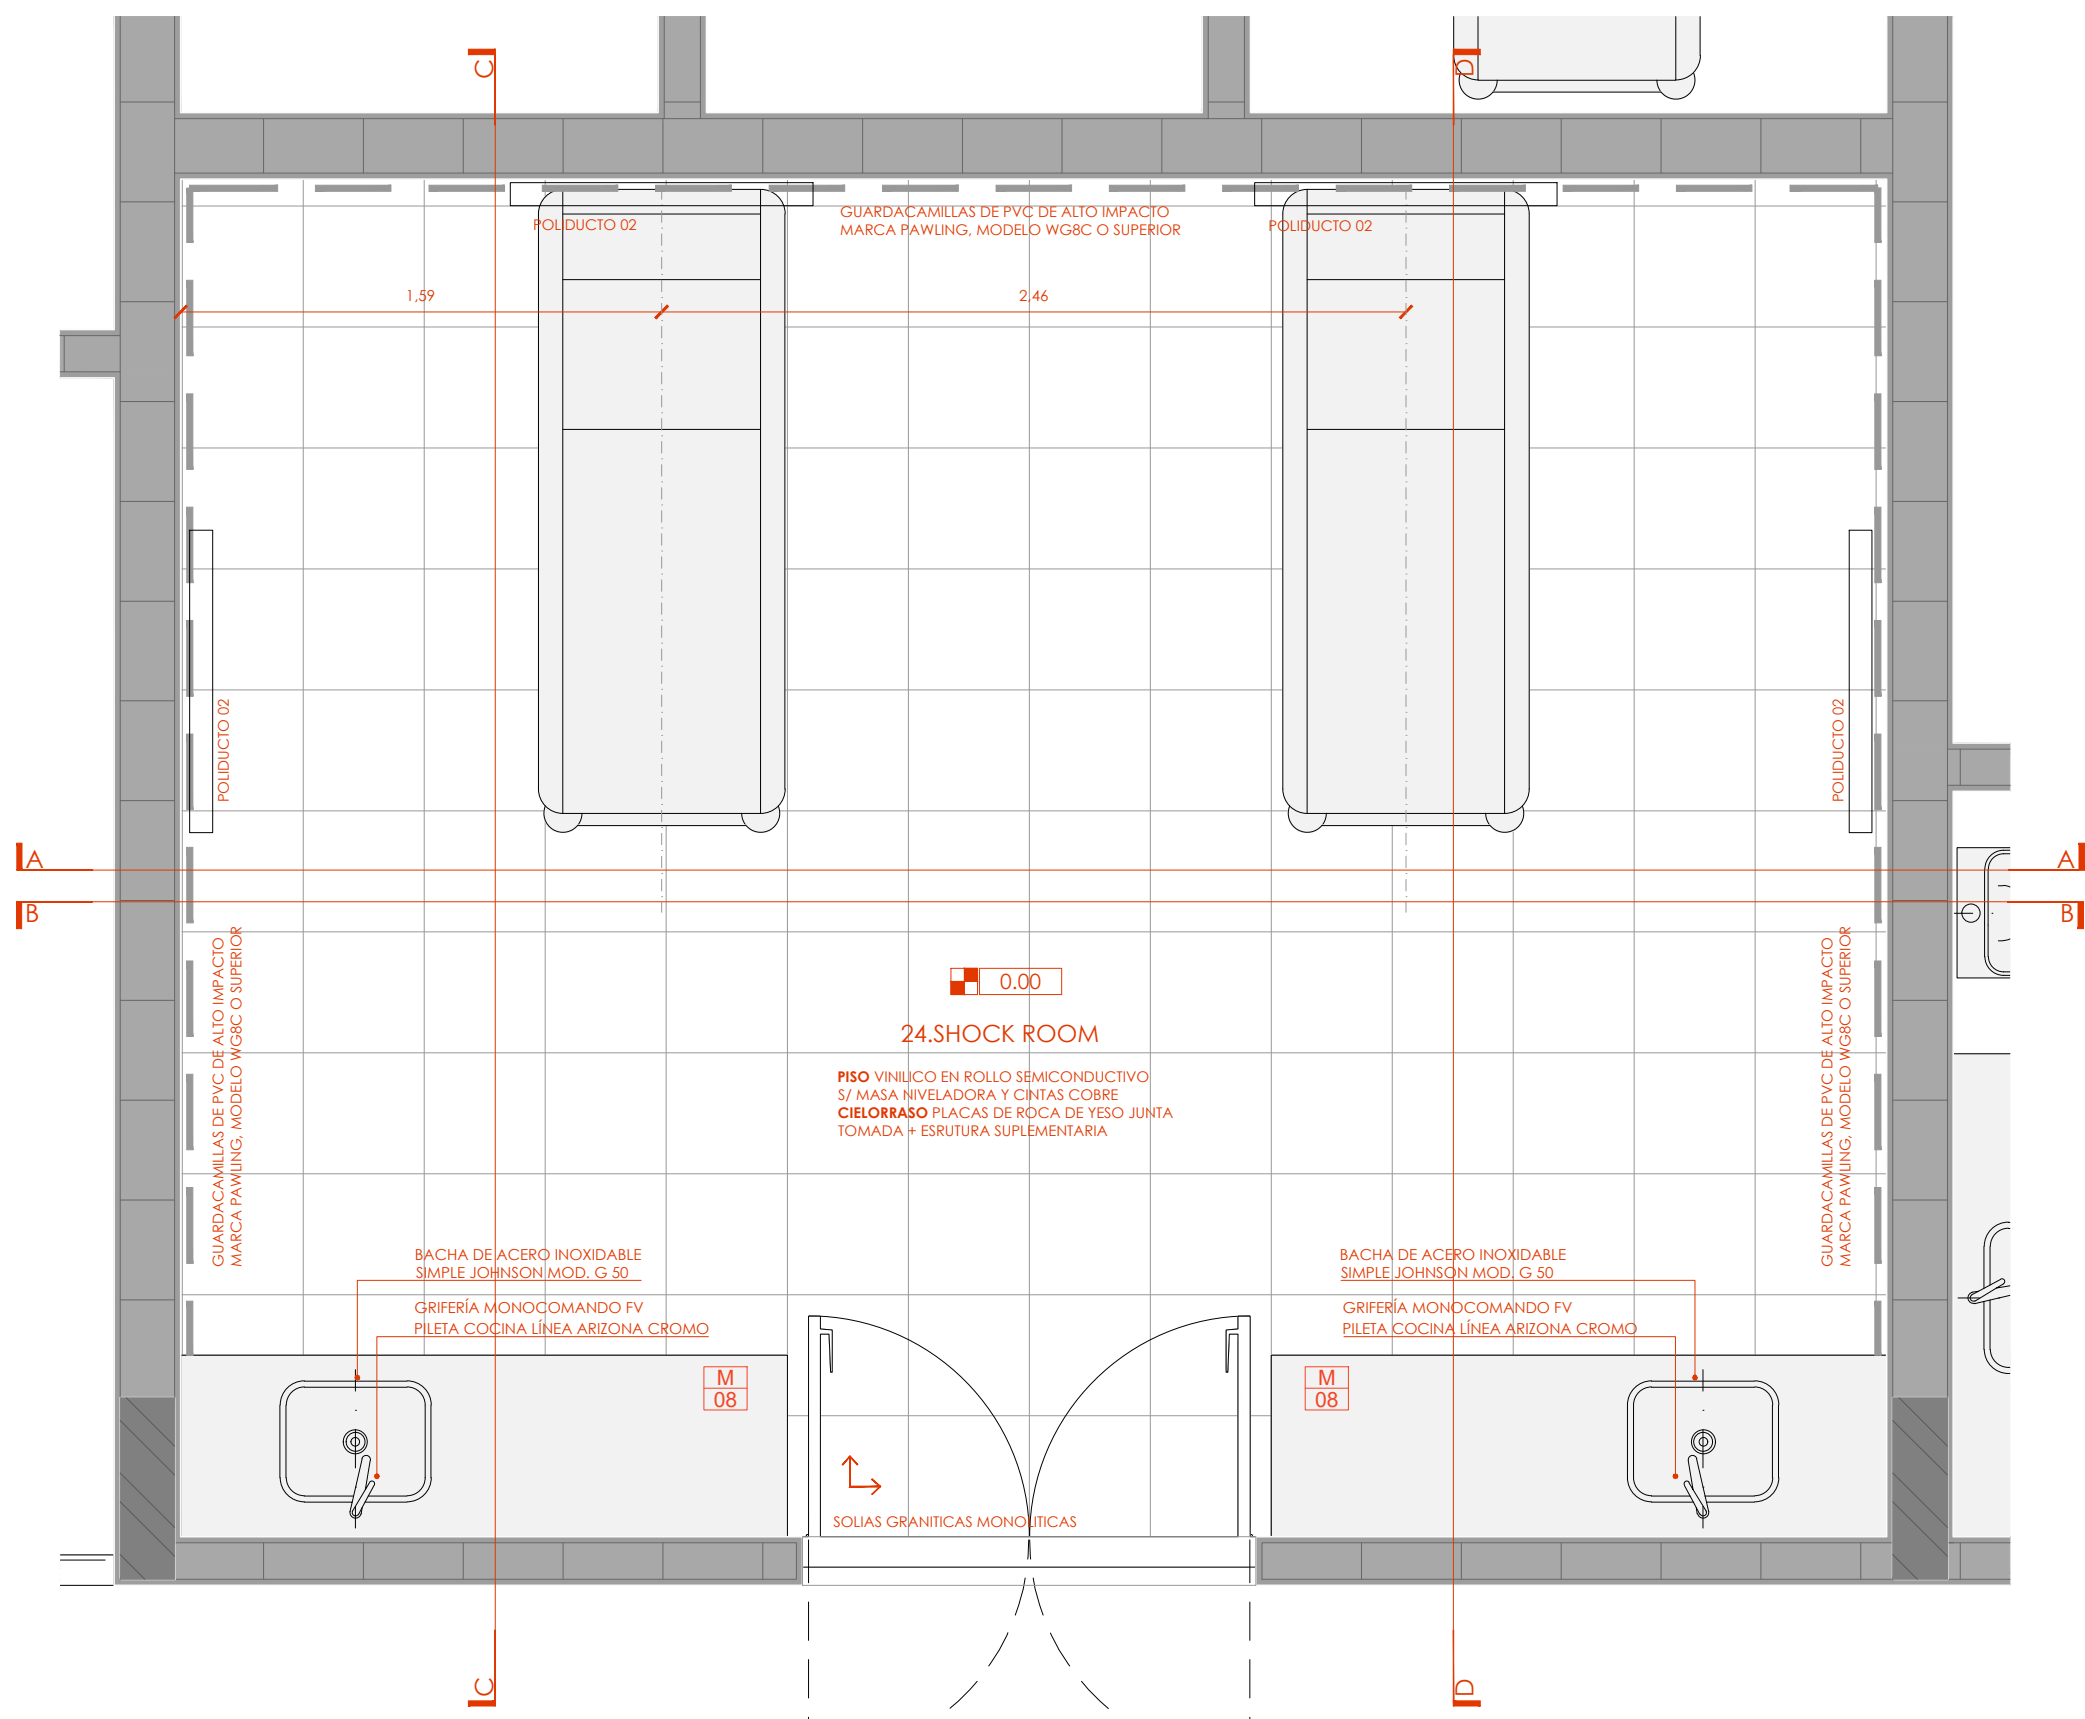 C
D
POLIDUCTO 02
GUARDACAMILLAS DE PVC DE ALTO IMPACTO
MARCA PAWLING, MODELO WG8C O SUPERIOR
POLIDUCTO 02
1,59
2,46
POLIDUCTO 02
POLIDUCTO 02
A
A
B
B
GUARDACAMILLAS DE PVC DE ALTO IMPACTO
MARCA PAWLING, MODELO WG8C O SUPERIOR
GUARDACAMILLAS DE PVC DE ALTO IMPACTO
MARCA PAWLING, MODELO WG8C O SUPERIOR
0.00
24.SHOCK ROOM
PISO VINILICO EN ROLLO SEMICONDUCTIVO
S/ MASA NIVELADORA Y CINTAS COBRE
CIELORRASO PLACAS DE ROCA DE YESO JUNTA
TOMADA + ESRUTURA SUPLEMENTARIA
BACHA DE ACERO INOXIDABLE
SIMPLE JOHNSON MOD. G 50
GRIFERÍA MONOCOMANDO FV
PILETA COCINA LÍNEA ARIZONA CROMO
BACHA DE ACERO INOXIDABLE
SIMPLE JOHNSON MOD. G 50
GRIFERÍA MONOCOMANDO FV
PILETA COCINA LÍNEA ARIZONA CROMO
M
08
M
08
SOLIAS GRANITICAS MONOLITICAS
C
D